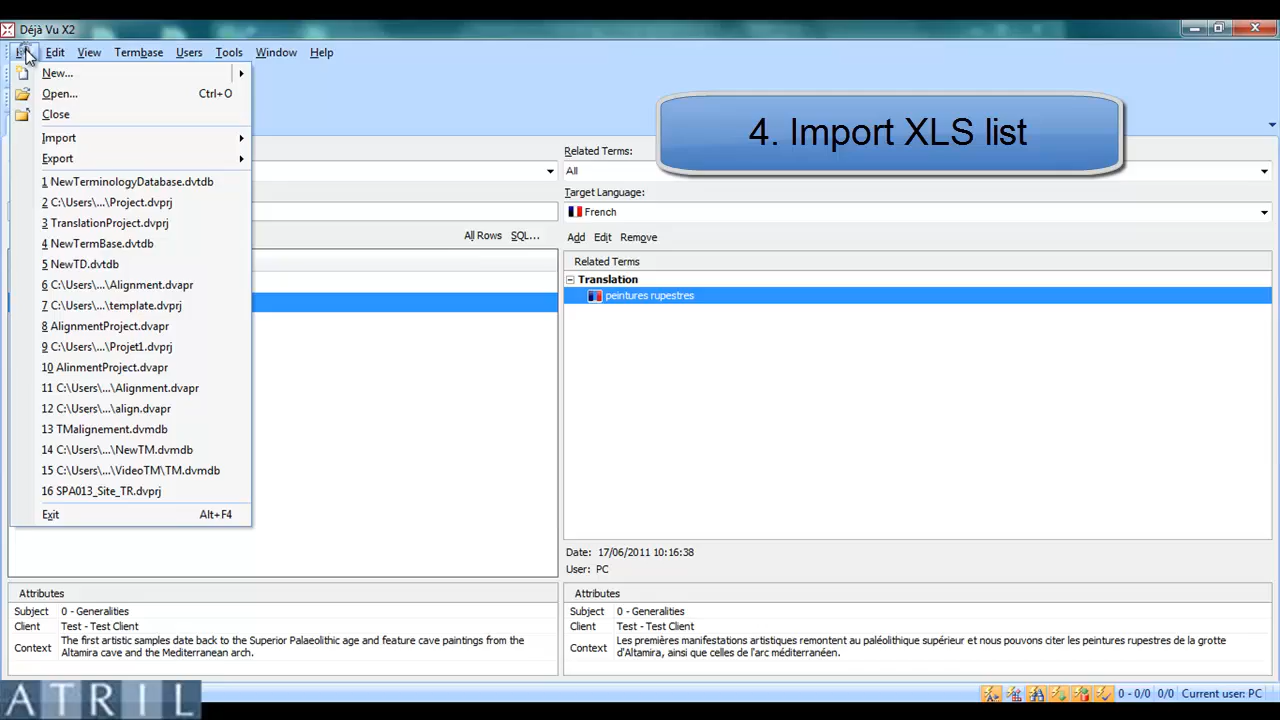 Déjà Vu X2
Edit View Termbase Users Tools Window Help
New...
Open... Ctrl+O
Close
Import
Export
1 NewTerminologyDatabase.dvtdb
2 C:\Users\...\Project.dvprj
3 TranslationProject.dvprj
4 NewTermBase.dvtdb
5 NewTD.dvtdb
6 C:\Users\...\Alignment.dvapr
7 C:\Users\...\template.dvprj
8 AlignmentProject.dvapr
9 C:\Users\...\Projet1.dvprj
10 AlinmentProject.dvapr
11 C:\Users\...\Alignment.dvapr
12 C:\Users\...\align.dvapr
13 TMalignement.dvmdb
14 C:\Users\...\NewTM.dvmdb
15 C:\Users\...\VideoTM\TM.dvmdb
16 SPA013_Site_TR.dvprj
Exit Alt+F4
4. Import XLS list
Related Terms:
All
Target Language:
French
All Rows SQL...
Add Edit Remove
Related Terms
Translation
peintures rupestres
Date: 17/06/2011 10:16:38
User: PC
Attributes
Subject 0 - Generalities
Client Test - Test Client
Context The first artistic samples date back to the Superior Palaeolithic age and feature cave paintings from the
Altamira cave and the Mediterranean arch.
Attributes
Subject 0 - Generalities
Client Test - Test Client
Context Les premières manifestations artistiques remontent au paléolithique supérieur et nous pouvons citer les peintures rupestres de la grotte
d'Altamira, ainsi que celles de l'arc méditerranéen.
ATRIL
0 - 0/0 0/0 Current user: PC